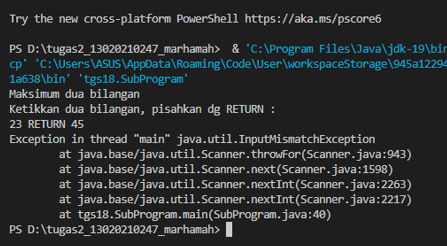 Try the new cross-platform PowerShell https://aka.ms/pscore6
PS D:\tugas2_13020210247_marhamah>  & 'C:\Program Files\Java\jdk-19\bin
cp' 'C:\Users\ASUS\AppData\Roaming\Code\User\workspaceStorage\945a12294
1a638\bin' 'tgs18.SubProgram'
Maksimum dua bilangan
Ketikkan dua bilangan, pisahkan dg RETURN :
23 RETURN 45
Exception in thread "main" java.util.InputMismatchException
        at java.base/java.util.Scanner.throwFor(Scanner.java:943)
        at java.base/java.util.Scanner.next(Scanner.java:1598)
        at java.base/java.util.Scanner.nextInt(Scanner.java:2263)
        at java.base/java.util.Scanner.nextInt(Scanner.java:2217)
        at tgs18.SubProgram.main(SubProgram.java:40)
PS D:\tugas2_13020210247_marhamah>